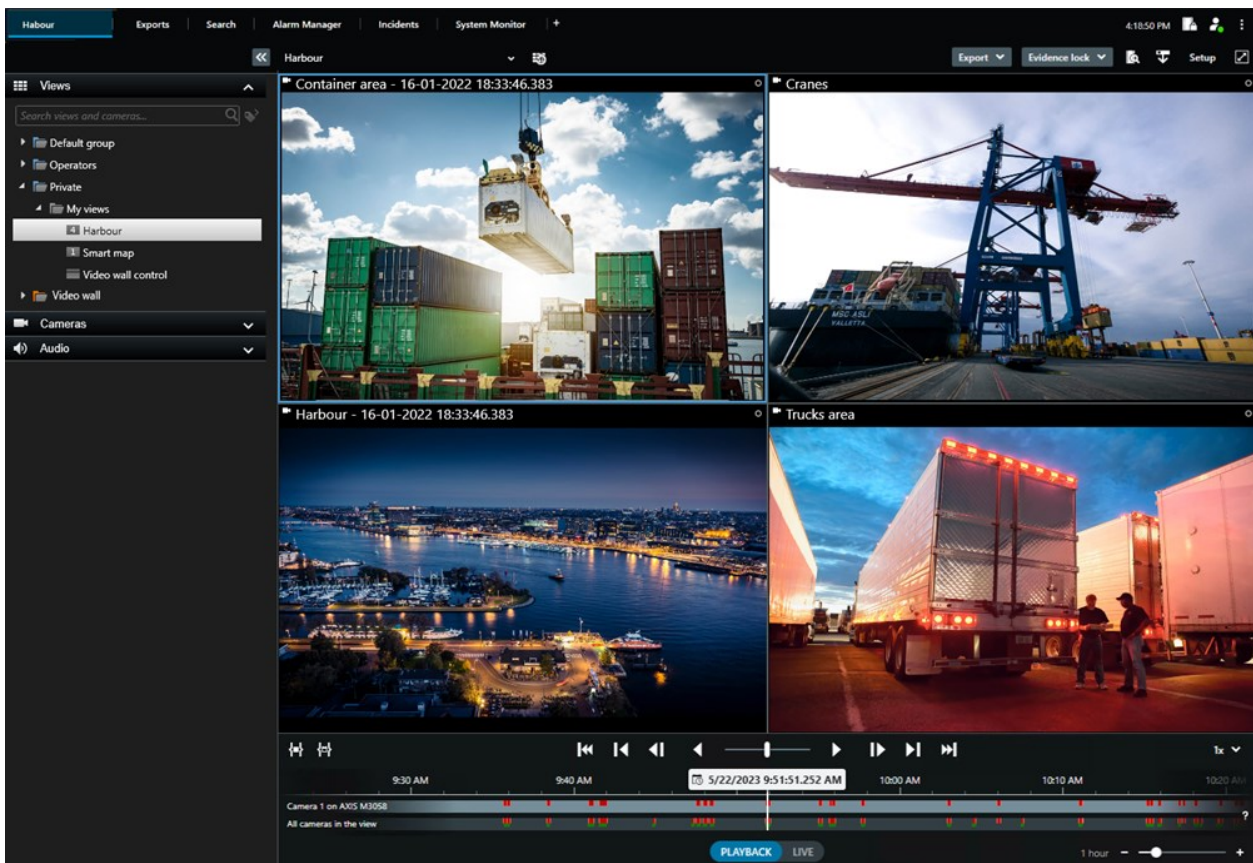 Habour Exports Search Alarm Manager Incidents System Monitor + 4:18:50 PM
Harbour Export Evidence lock Setup
Views
Search views and cameras...
Default group
Operators
Private
My views
4 Harbour
1 Smart map
Video wall control
Video wall
Cameras
Audio
Container area - 16-01-2022 18:33:46.383
Cranes
MSC ASLI
VALLETTA
Harbour - 16-01-2022 18:33:46.383
Trucks area
1x
9:30 AM 9:40 AM 5/22/2023 9:51:51.252 AM 10:00 AM 10:10 AM 10:20 AM
Camera 1 on AXIS M3058
All cameras in the view
?
PLAYBACK LIVE
1 hour - +